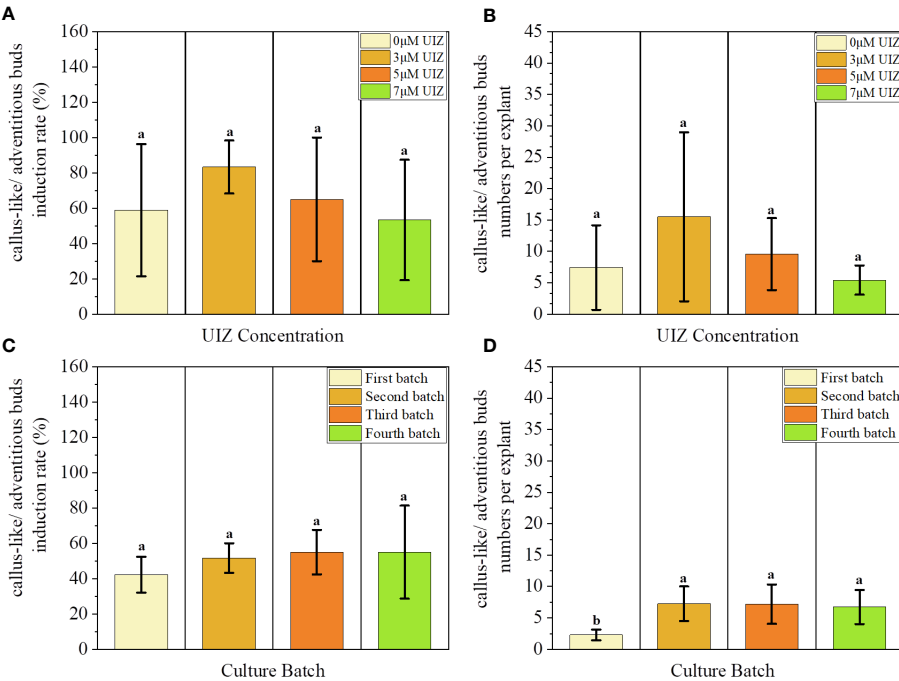 A
callus-like/ adventitious buds
induction rate (%)
160
140
120
100
80
60
40
20
0
0μM UIZ
3μM UIZ
5μM UIZ
7μM UIZ
a
a
a
a
UIZ Concentration
B
callus-like/ adventitious buds
numbers per explant
45
40
35
30
25
20
15
10
5
0
0μM UIZ
3μM UIZ
5μM UIZ
7μM UIZ
a
a
a
a
UIZ Concentration
C
callus-like/ adventitious buds
induction rate (%)
160
140
120
100
80
60
40
20
0
First batch
Second batch
Third batch
Fourth batch
a
a
a
a
Culture Batch
D
callus-like/ adventitious buds
numbers per explant
45
40
35
30
25
20
15
10
5
0
First batch
Second batch
Third batch
Fourth batch
b
a
a
a
Culture Batch